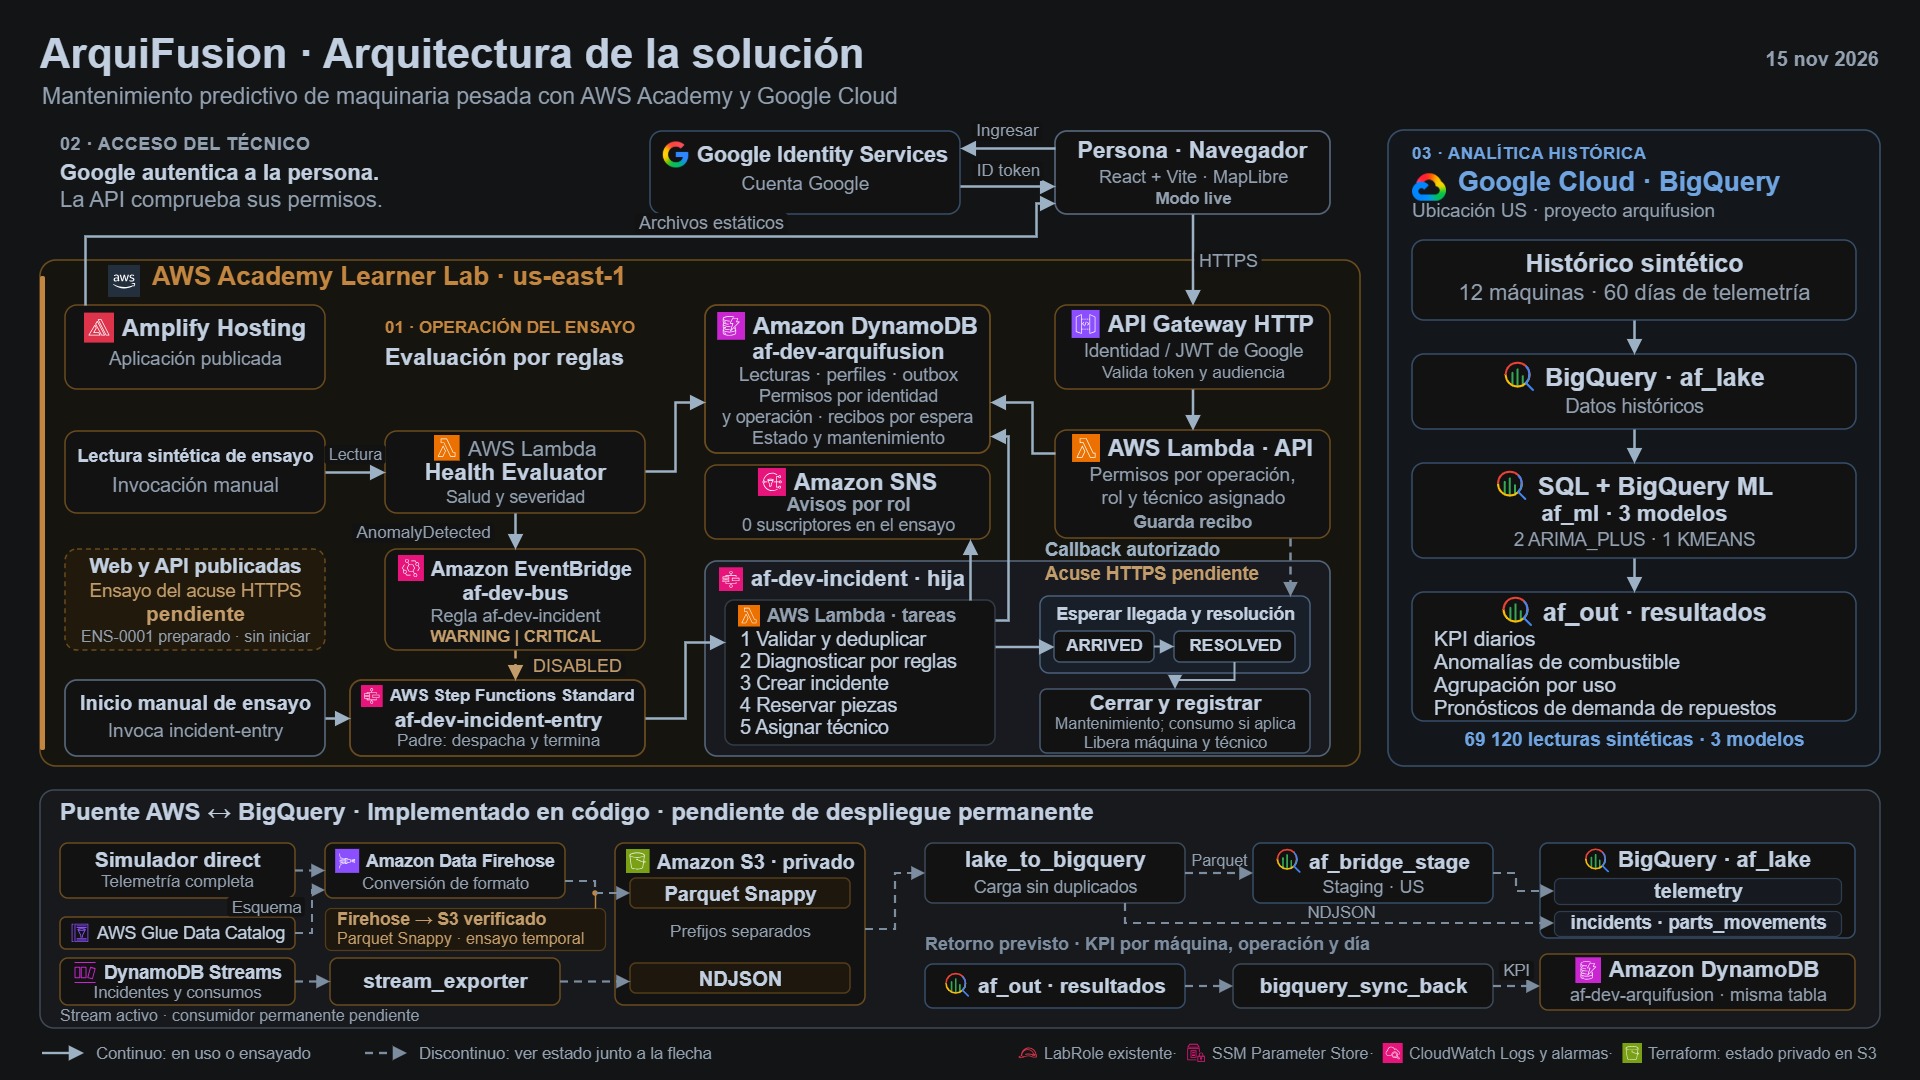 ArquiFusion · Arquitectura de la solución
15 nov 2026
Mantenimiento predictivo de maquinaria pesada con AWS Academy y Google Cloud
02 · ACCESO DEL TÉCNICO
Google autentica a la persona.
La API comprueba sus permisos.
Google Identity Services
Cuenta Google
Ingresar
ID token
Archivos estáticos
Persona · Navegador
React + Vite · MapLibre
Modo live
HTTPS
aws
AWS Academy Learner Lab · us-east-1
Amplify Hosting
Aplicación publicada
01 · OPERACIÓN DEL ENSAYO
Evaluación por reglas
Amazon DynamoDB
af-dev-arquifusion
Lecturas · perfiles · outbox
Permisos por identidad
y operación · recibos por espera
Estado y mantenimiento
API Gateway HTTP
Identidad / JWT de Google
Valida token y audiencia
Lectura sintética de ensayo
Invocación manual
Lectura
AWS Lambda
Health Evaluator
Salud y severidad
AnomalyDetected
Amazon SNS
Avisos por rol
0 suscriptores en el ensayo
AWS Lambda · API
Permisos por operación,
rol y técnico asignado
Guarda recibo
Callback autorizado
Acuse HTTPS pendiente
Web y API publicadas
Ensayo del acuse HTTPS
pendiente
ENS-0001 preparado · sin iniciar
Amazon EventBridge
af-dev-bus
Regla af-dev-incident
WARNING | CRITICAL
DISABLED
Inicio manual de ensayo
Invoca incident-entry
AWS Step Functions Standard
af-dev-incident-entry
Padre: despacha y termina
af-dev-incident · hija
AWS Lambda · tareas
1 Validar y deduplicar
2 Diagnosticar por reglas
3 Crear incidente
4 Reservar piezas
5 Asignar técnico
Esperar llegada y resolución
ARRIVED
RESOLVED
Cerrar y registrar
Mantenimiento; consumo si aplica
Libera máquina y técnico
03 · ANALÍTICA HISTÓRICA
Google Cloud · BigQuery
Ubicación US · proyecto arquifusion
Histórico sintético
12 máquinas · 60 días de telemetría
BigQuery · af_lake
Datos históricos
SQL + BigQuery ML
af_ml · 3 modelos
2 ARIMA_PLUS · 1 KMEANS
af_out · resultados
KPI diarios
Anomalías de combustible
Agrupación por uso
Pronósticos de demanda de repuestos
69 120 lecturas sintéticas · 3 modelos
Puente AWS ↔ BigQuery · Implementado en código · pendiente de despliegue permanente
Simulador direct
Telemetría completa
Esquema
AWS Glue Data Catalog
DynamoDB Streams
Incidentes y consumos
Stream activo · consumidor permanente pendiente
Amazon Data Firehose
Conversión de formato
Firehose → S3 verificado
Parquet Snappy · ensayo temporal
stream_exporter
Amazon S3 · privado
Parquet Snappy
Prefijos separados
NDJSON
lake_to_bigquery
Carga sin duplicados
Parquet
af_bridge_stage
Staging · US
NDJSON
BigQuery · af_lake
telemetry
incidents · parts_movements
Retorno previsto · KPI por máquina, operación y día
af_out · resultados
bigquery_sync_back
KPI
Amazon DynamoDB
af-dev-arquifusion · misma tabla
Continuo: en uso o ensayado
Discontinuo: ver estado junto a la flecha
LabRole existente·
SSM Parameter Store·
CloudWatch Logs y alarmas·
Terraform: estado privado en S3